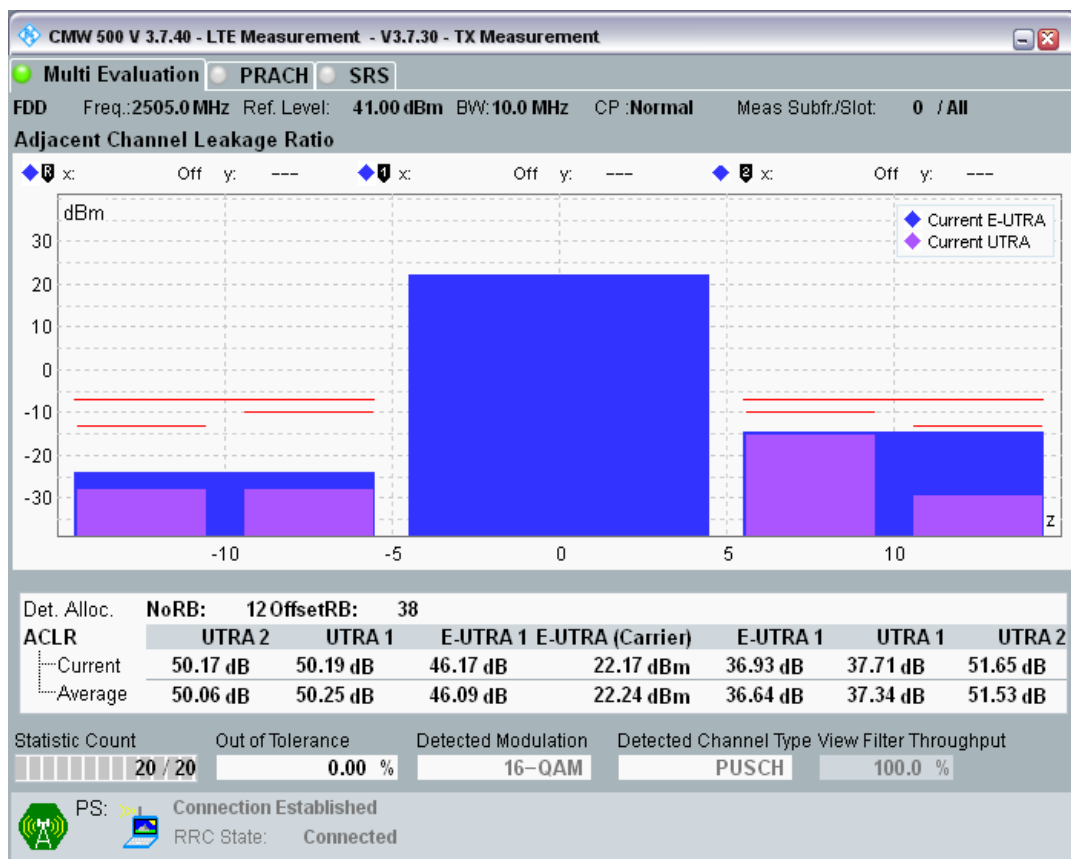 CMW 500 V 3.7.40 - LTE Measurement - V3.7.30 - TX Measurement
Multi Evaluation PRACH SRS
FDD Freq.:2505.0 MHz Ref. Level: 41.00 dBm BW:10.0 MHz CP :Normal Meas Subfr./Slot: 0 / All
Adjacent Channel Leakage Ratio
R x: Off y: --- 1 x: Off y: --- 2 x: Off y: ---
dBm
Current E-UTRA
Current UTRA
30
20
10
0
-10
-20
-30
z
-10 -5 0 5 10
Det. Alloc. NoRB: 12 OffsetRB: 38
ACLR UTRA 2 UTRA 1 E-UTRA 1 E-UTRA (Carrier) E-UTRA 1 UTRA 1 UTRA 2
Current 50.17 dB 50.19 dB 46.17 dB 22.17 dBm 36.93 dB 37.71 dB 51.65 dB
Average 50.06 dB 50.25 dB 46.09 dB 22.24 dBm 36.64 dB 37.34 dB 51.53 dB
Statistic Count Out of Tolerance Detected Modulation Detected Channel Type View Filter Throughput
20 / 20 0.00 % 16-QAM PUSCH 100.0 %
PS: Connection Established
RRC State: Connected